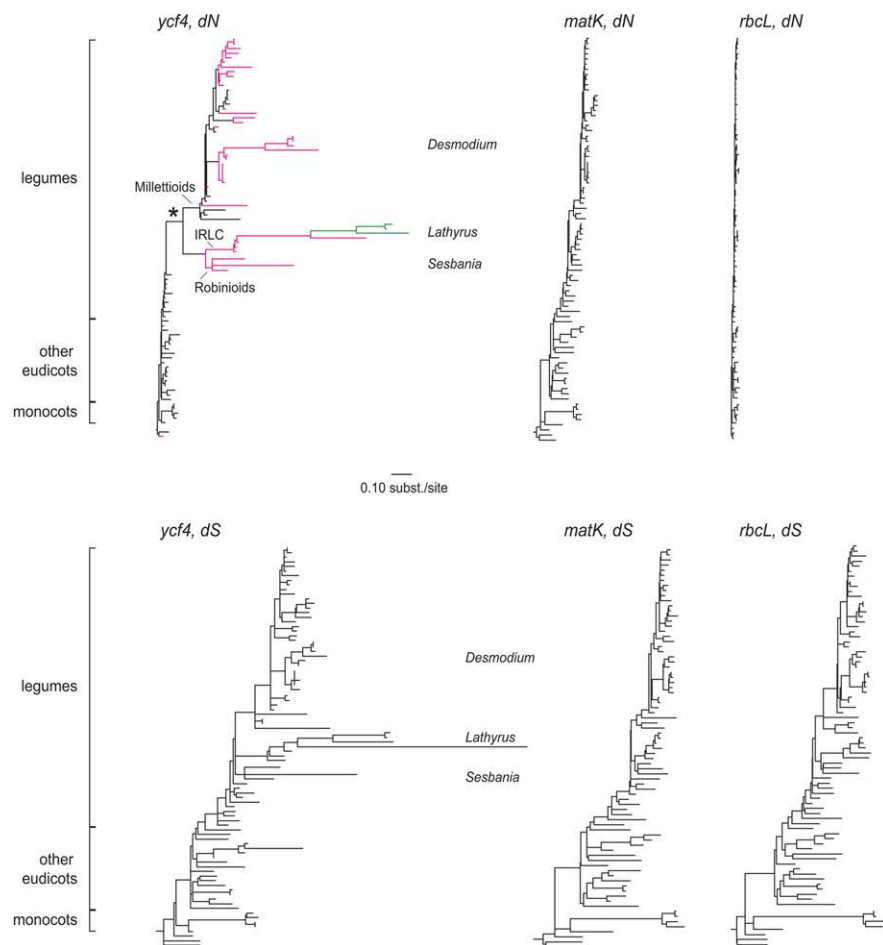 ycf4, dN
matK, dN
rbcL, dN
Desmodium
legumes
Millettioids
*
IRLC
Lathyrus
Sesbania
Robinioids
other
eudicots
monocots
0.10 subst./site
ycf4, dS
matK, dS
rbcL, dS
Desmodium
legumes
Lathyrus
Sesbania
other
eudicots
monocots